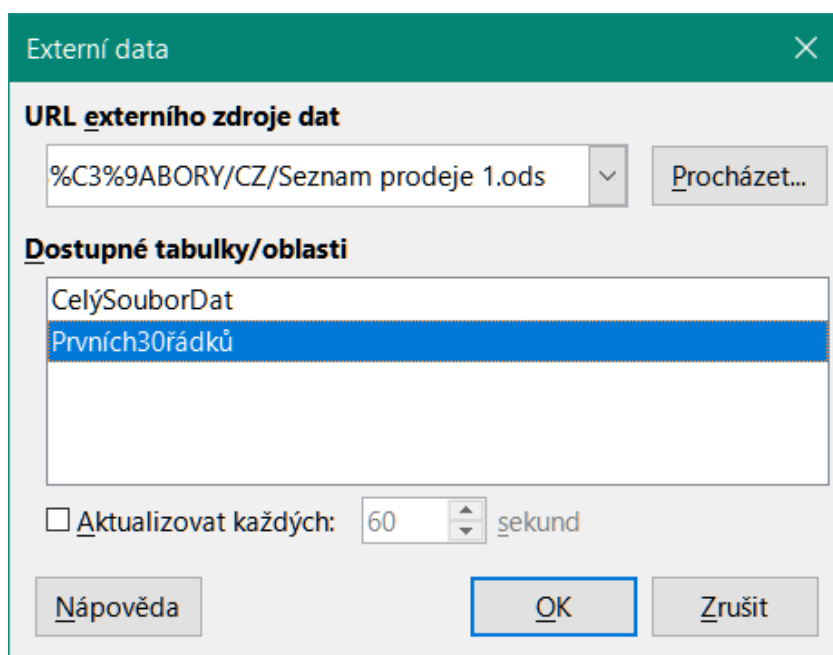 Externí data
URL externího zdroje dat
%C3%9ABORY/CZ/Seznam prodeje 1.ods
Procházet...
Dostupné tabulky/oblasti
CelýSouborDat
Prvních30řádků
Aktualizovat každých: 60 sekund
Nápověda OK Zrušit